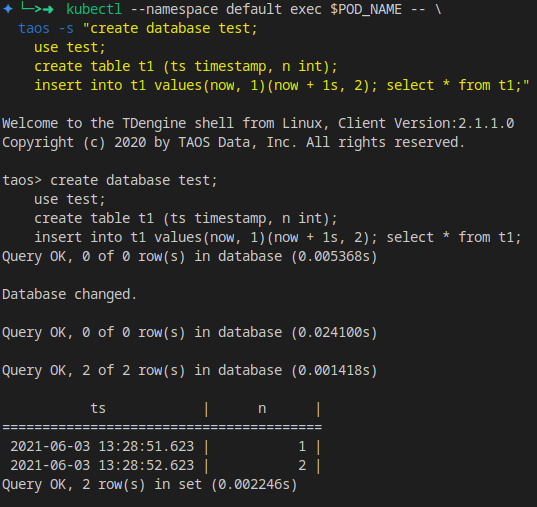 ✦ └─>➜ kubectl --namespace default exec $POD_NAME -- \
  taos -s "create database test;
    use test;
    create table t1 (ts timestamp, n int);
    insert into t1 values(now, 1)(now + 1s, 2); select * from t1;"

Welcome to the TDengine shell from Linux, Client Version:2.1.1.0
Copyright (c) 2020 by TAOS Data, Inc. All rights reserved.

taos> create database test;
    use test;
    create table t1 (ts timestamp, n int);
    insert into t1 values(now, 1)(now + 1s, 2); select * from t1;
Query OK, 0 of 0 row(s) in database (0.005368s)

Database changed.

Query OK, 0 of 0 row(s) in database (0.024100s)

Query OK, 2 of 2 row(s) in database (0.001418s)

           ts            |      n      |
========================================
 2021-06-03 13:28:51.623 |           1 |
 2021-06-03 13:28:52.623 |           2 |
Query OK, 2 row(s) in set (0.002246s)